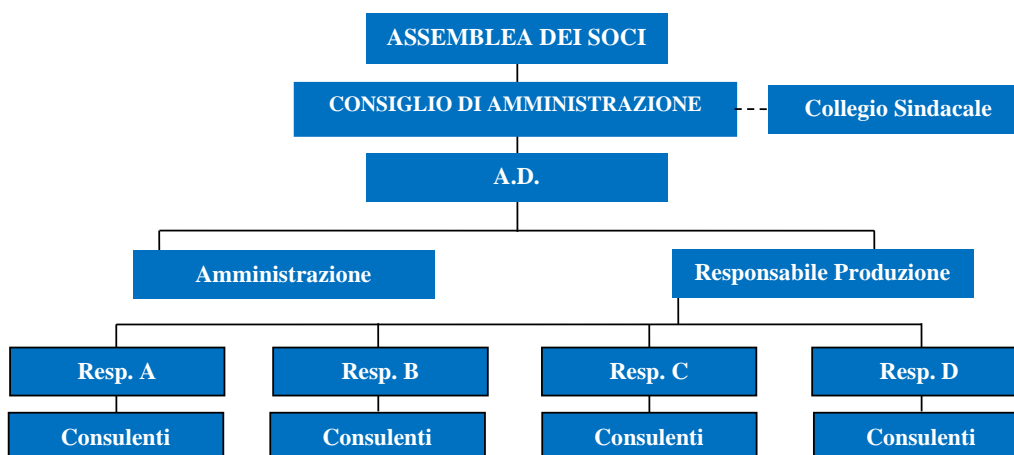 ASSEMBLEA DEI SOCI
CONSIGLIO DI AMMINISTRAZIONE
Collegio Sindacale
A.D.
Amministrazione
Responsabile Produzione
Resp. A
Resp. B
Resp. C
Resp. D
Consulenti
Consulenti
Consulenti
Consulenti